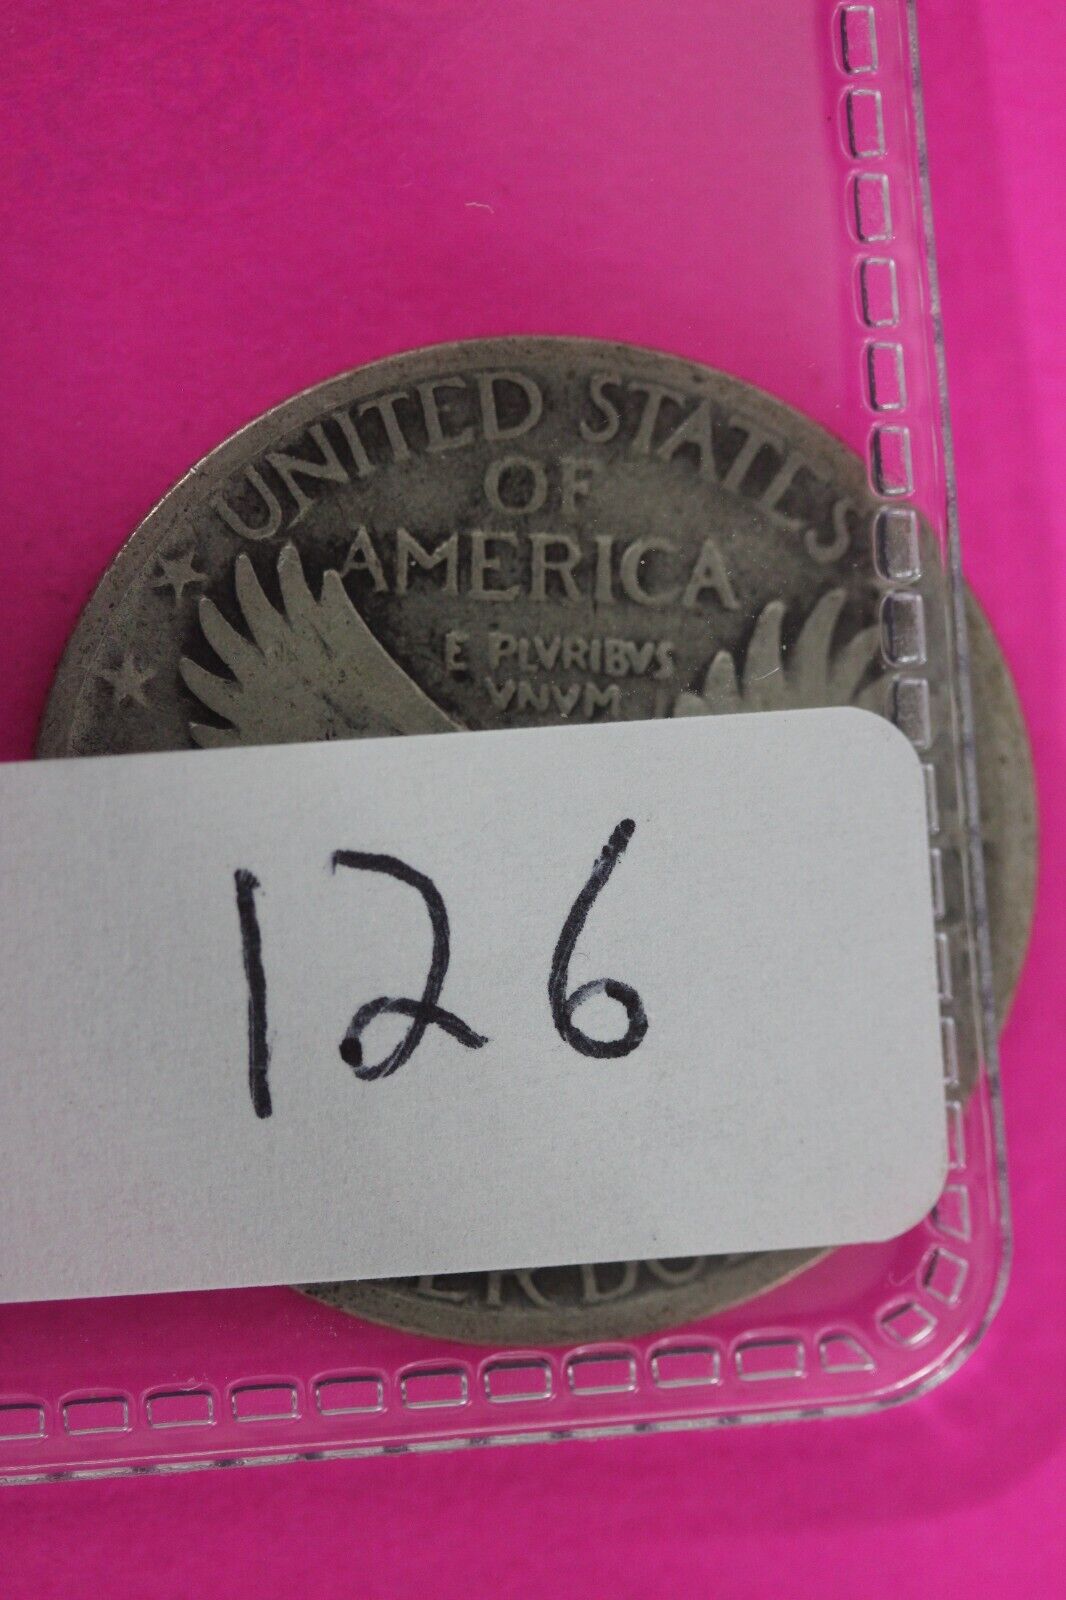 UNITED STATES
OF
AMERICA
E PLVRIBVS
VNVM
126